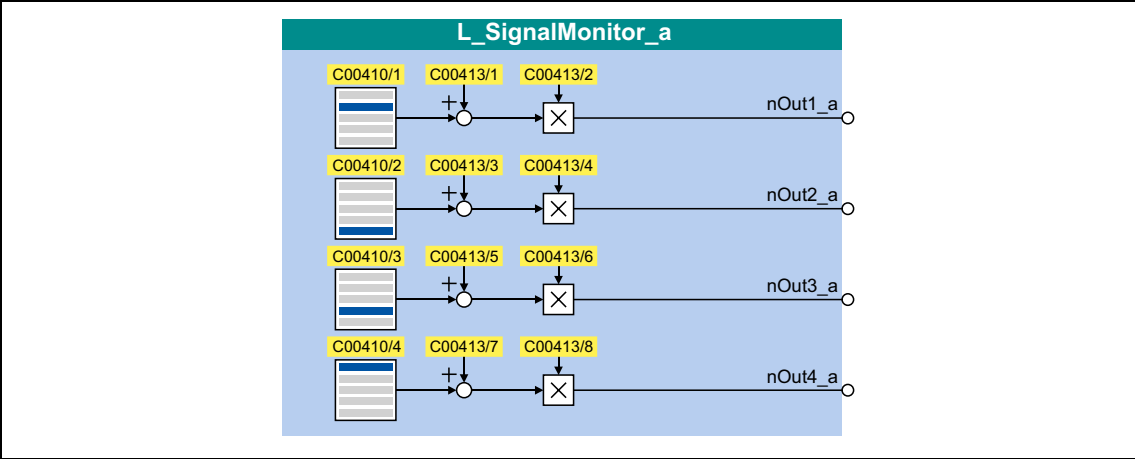 L_SignalMonitor_a
C00410/1 C00413/1 C00413/2
+
×
nOut1_a
C00410/2 C00413/3 C00413/4
+
×
nOut2_a
C00410/3 C00413/5 C00413/6
+
×
nOut3_a
C00410/4 C00413/7 C00413/8
+
×
nOut4_a